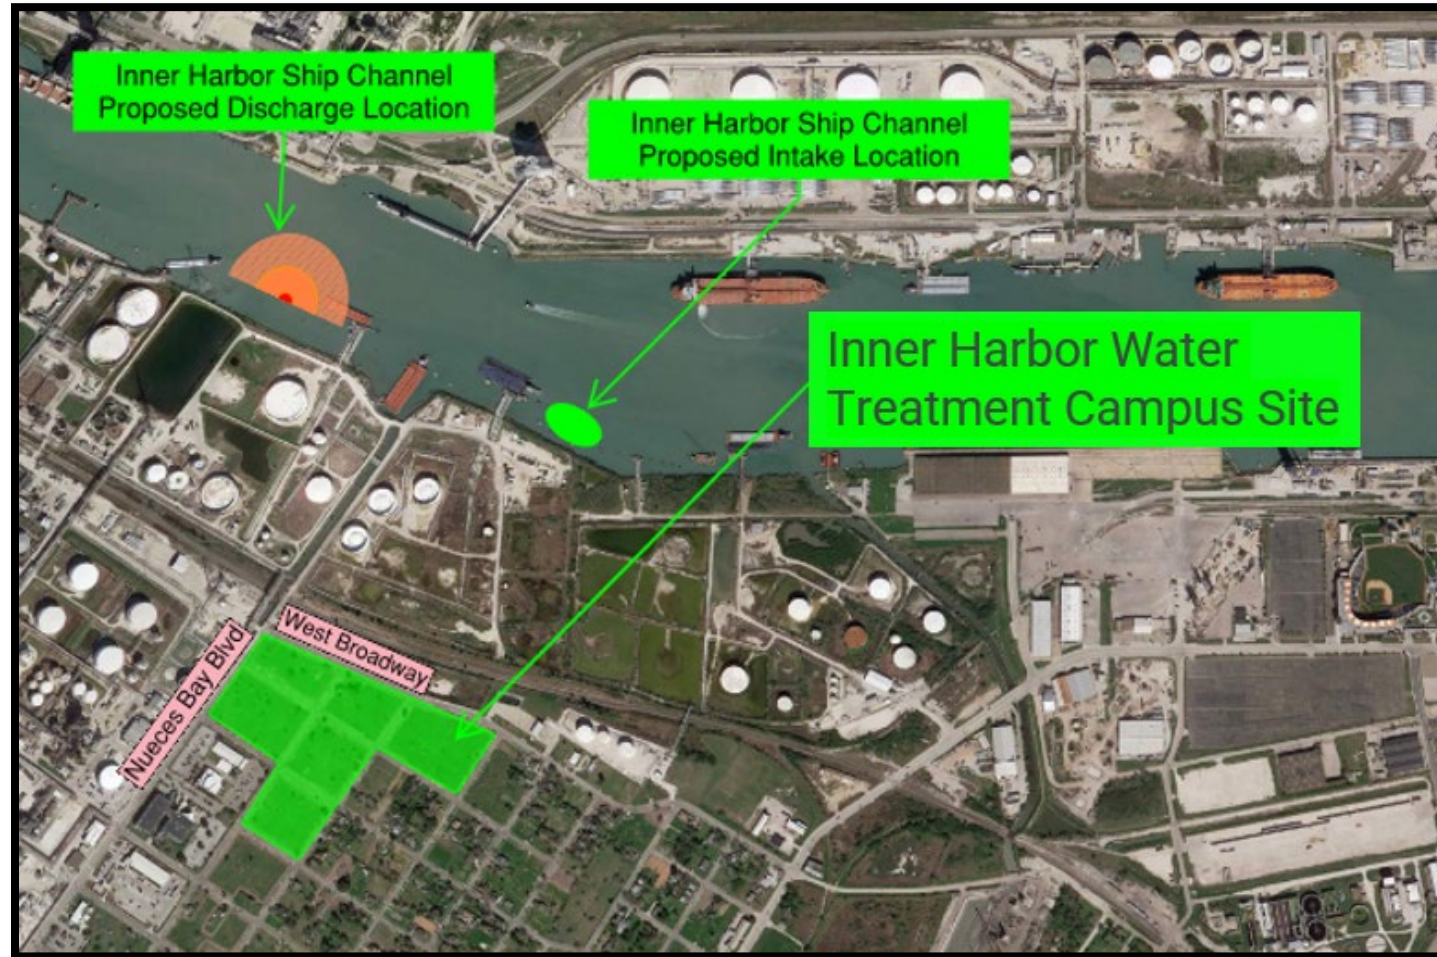 Inner Harbor Ship Channel
Proposed Discharge Location
Inner Harbor Ship Channel
Proposed Intake Location
Inner Harbor Water
Treatment Campus Site
West Broadway
Nueces Bay Blvd